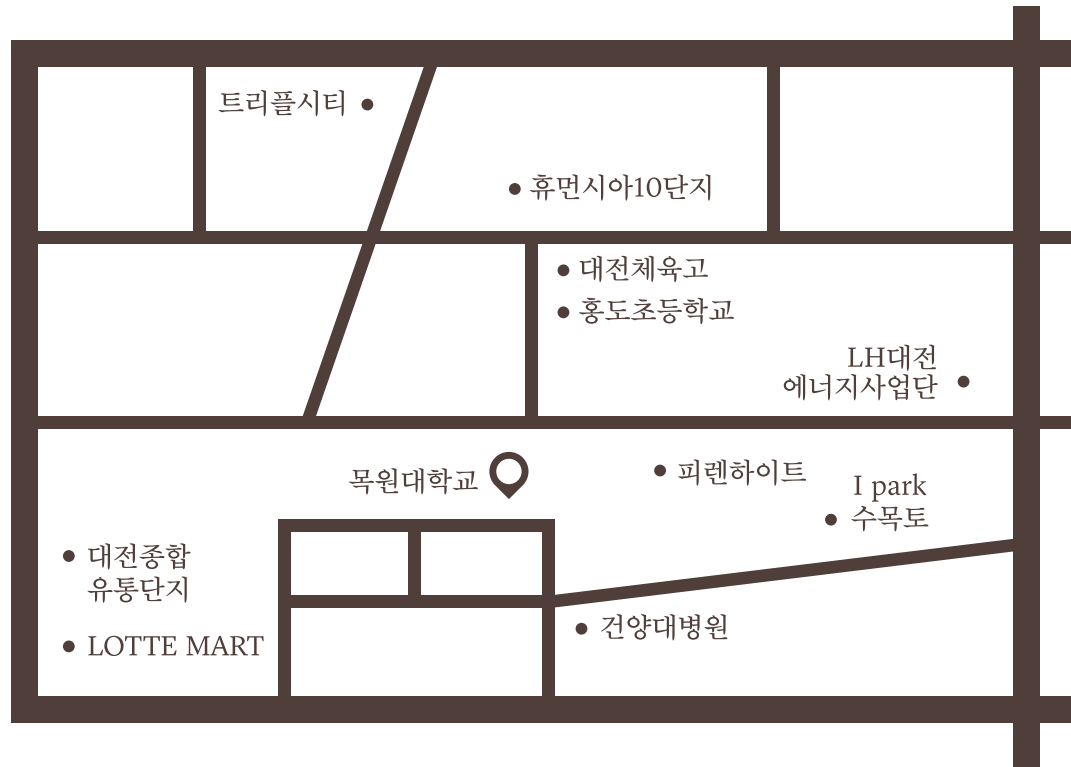 트리플시티
휴먼시아10단지
대전체육고
홍도초등학교
LH대전
에너지사업단
목원대학교
피렌하이트
I park
수목토
대전종합
유통단지
건양대병원
LOTTE MART